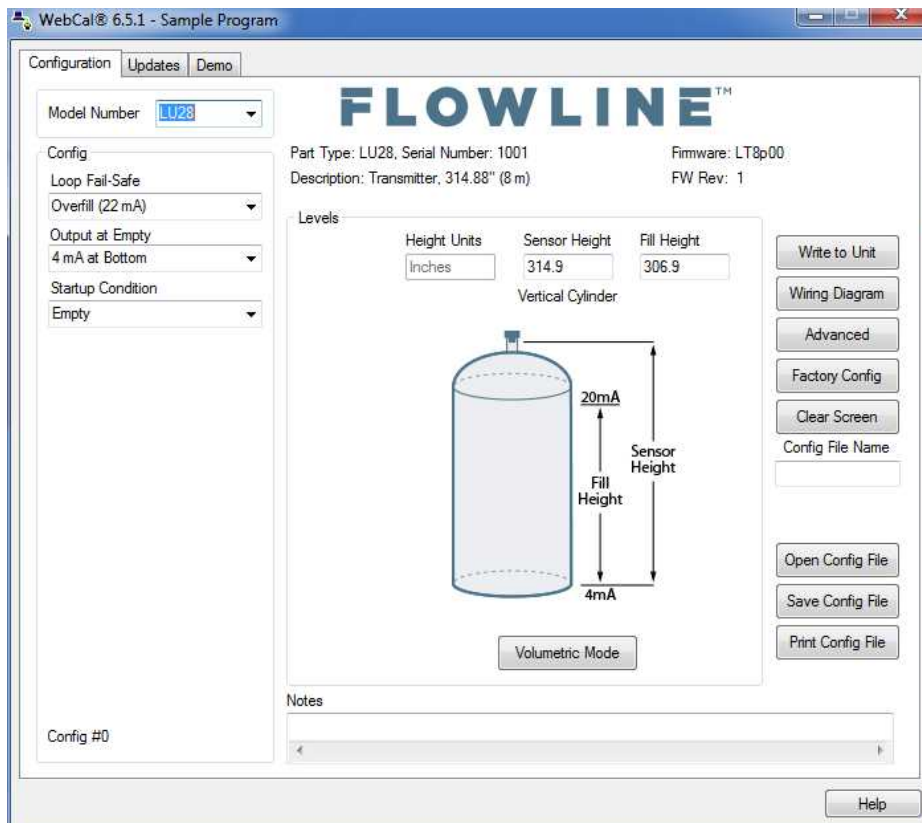 WebCal® 6.5.1 - Sample Program
Configuration Updates Demo
Model Number LU28
Config
Loop Fail-Safe
Overfill (22 mA)
Output at Empty
4 mA at Bottom
Startup Condition
Empty
Config #0
FLOWLINE™
Part Type: LU28, Serial Number: 1001 Firmware: LT8p00
Description: Transmitter, 314.88" (8 m) FW Rev: 1
Levels
Height Units Sensor Height Fill Height
Inches 314.9 306.9
Vertical Cylinder
20mA
Sensor
Height
Fill
Height
4mA
Volumetric Mode
Write to Unit
Wiring Diagram
Advanced
Factory Config
Clear Screen
Config File Name
Open Config File
Save Config File
Print Config File
Notes
Help